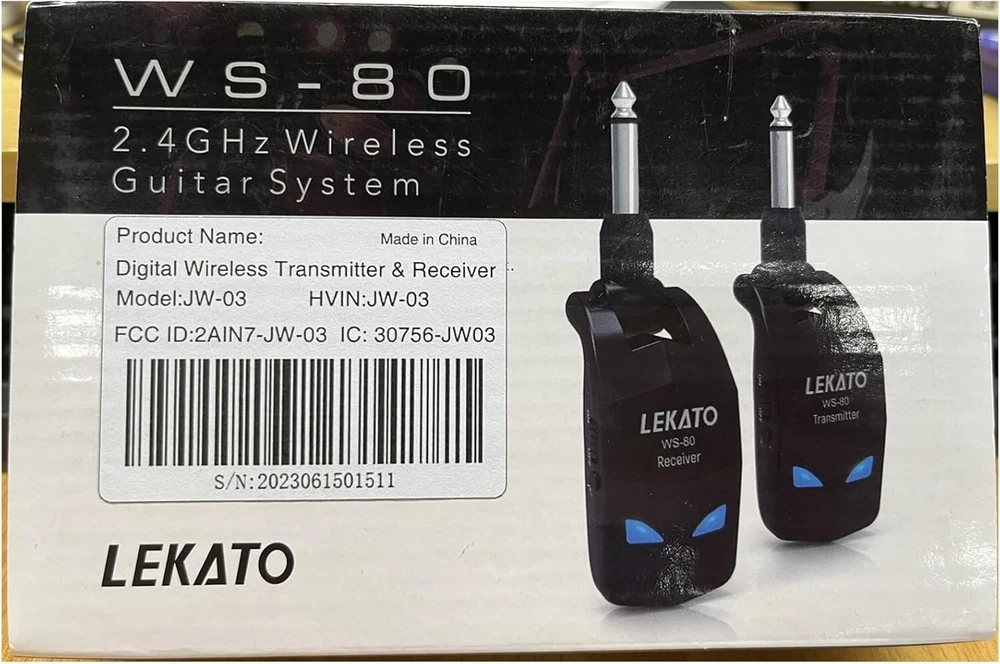 WS-80
2.4GHz Wireless
Guitar System
Product Name:
Made in China
Digital Wireless Transmitter & Receiver
Model:JW-03 HVIN:JW-03
FCC ID:2AIN7-JW-03 IC: 30756-JW03
S/N:2023061501511
LEKATO
LEKATO
WS-80
Receiver
LEKATO
WS-80
Transmitter